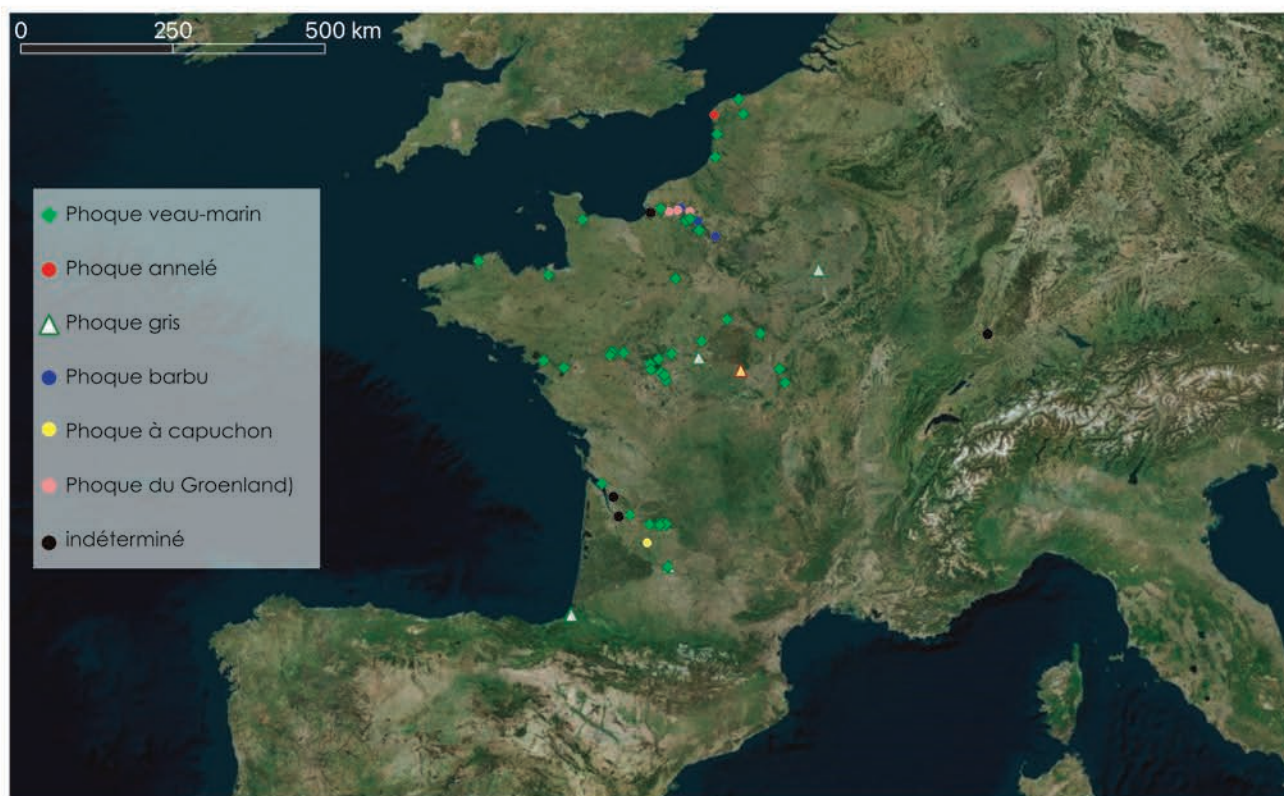 0 250 500 km
Phoque veau-marin
Phoque annelé
Phoque gris
Phoque barbu
Phoque à capuchon
Phoque du Groenland)
indéterminé